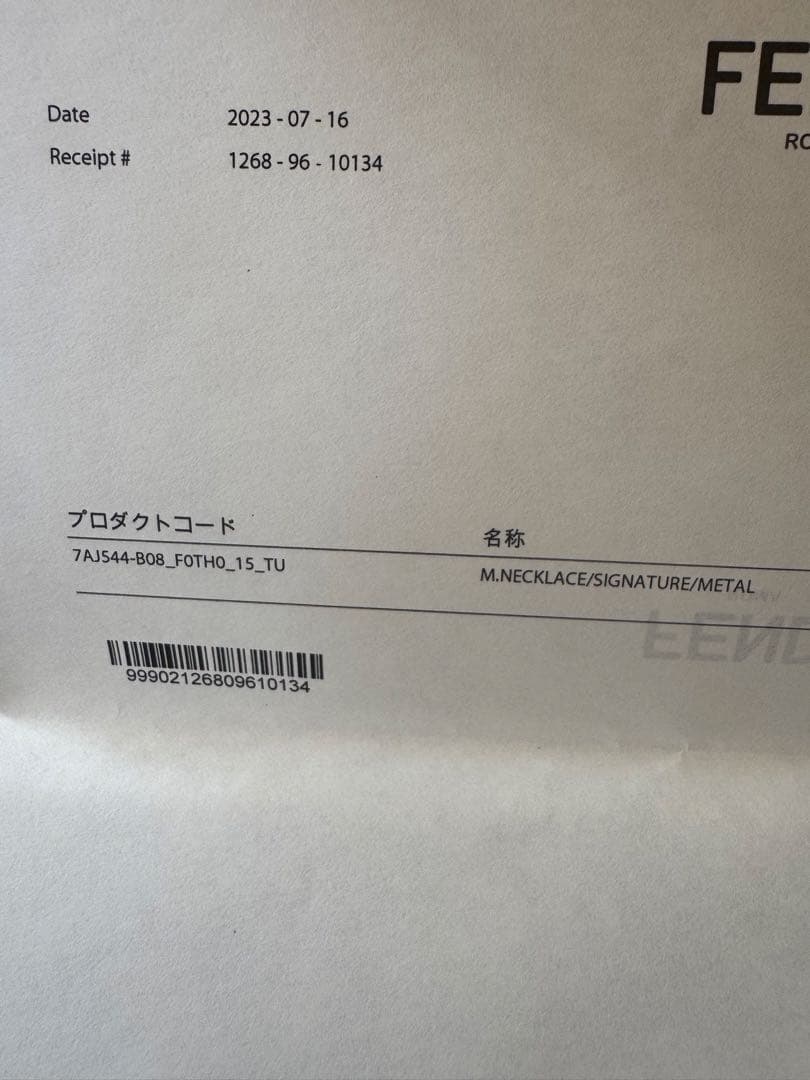 FE
RO
Date 2023 - 07 - 16
Receipt # 1268 - 96 - 10134
プロダクトコード 名称
7AJ544-B08_F0TH0_15_TU M.NECKLACE/SIGNATURE/METAL
99902126809610134